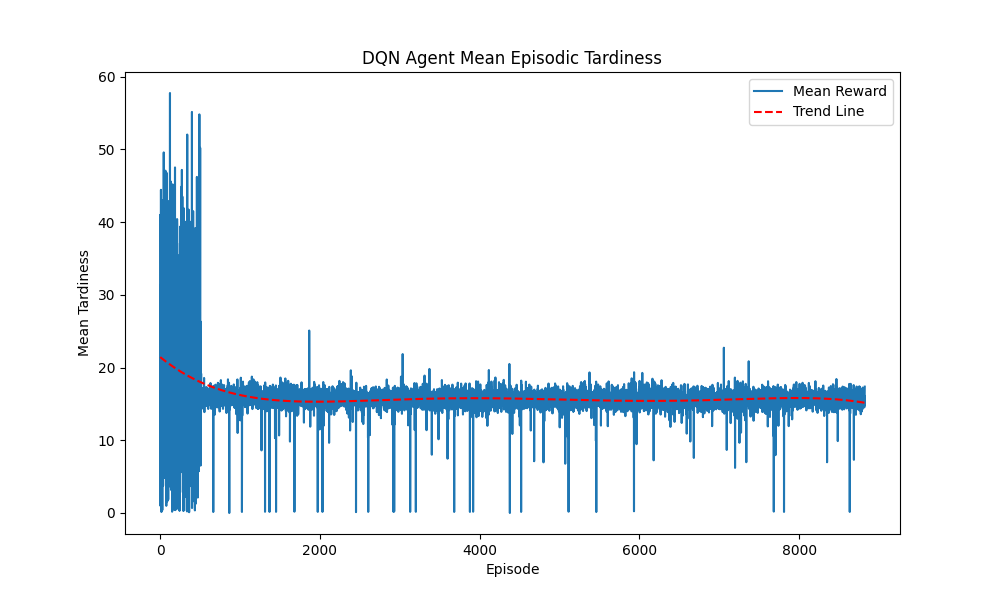 DQN Agent Mean Episodic Tardiness
Mean Reward
Trend Line
60
50
40
30
20
10
0
Mean Tardiness
0 2000 4000 6000 8000
Episode